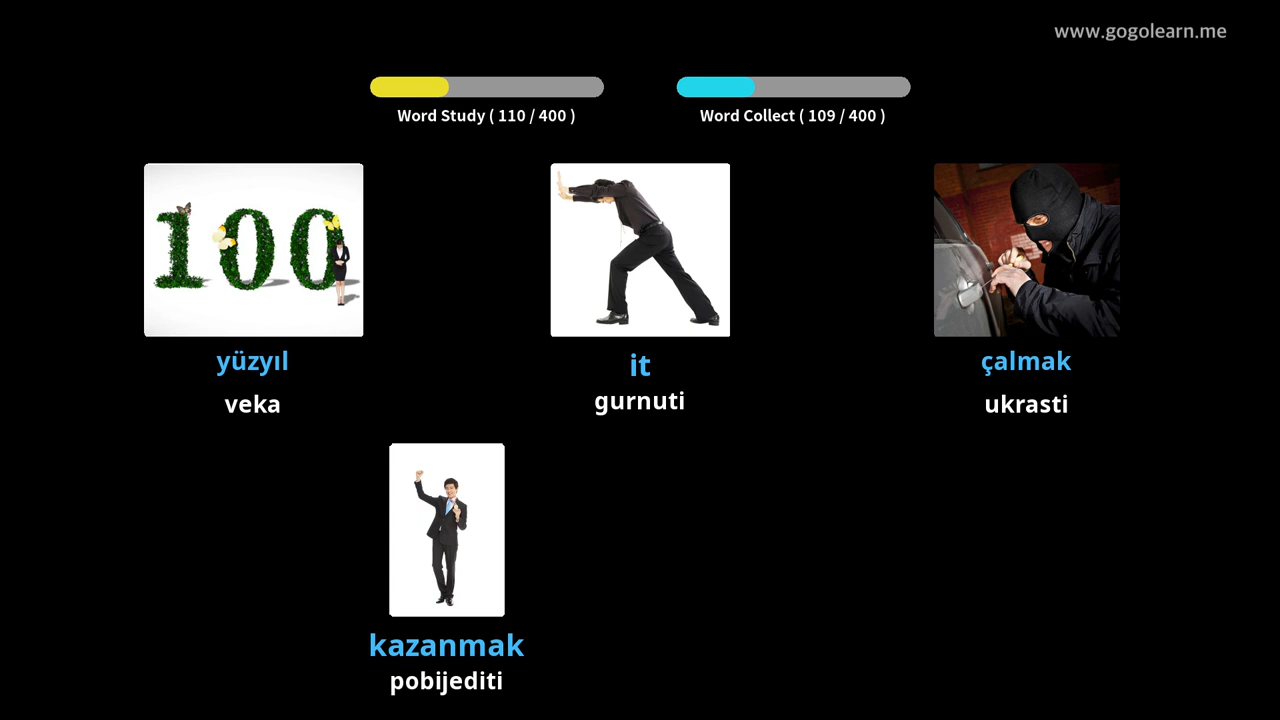 www.gogolearn.me
Word Study ( 110 / 400 )
Word Collect ( 109 / 400 )
100
yüzyıl
veka
it
gurnuti
çalmak
ukrasti
kazanmak
pobijediti